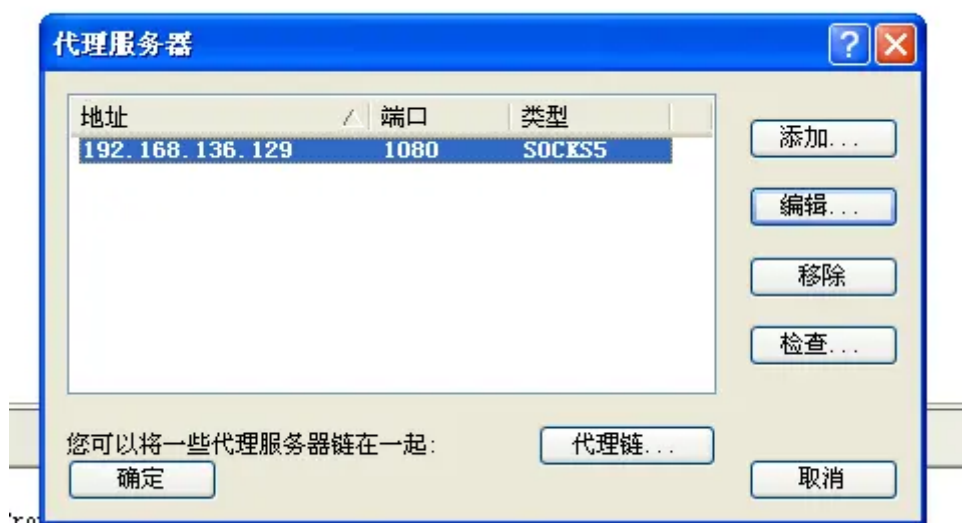 代理服务器
地址 端口 类型
192.168.136.129 1080 SOCKS5
添加...
编辑...
移除
检查...
您可以将一些代理服务器链在一起:
代理链...
确定
取消